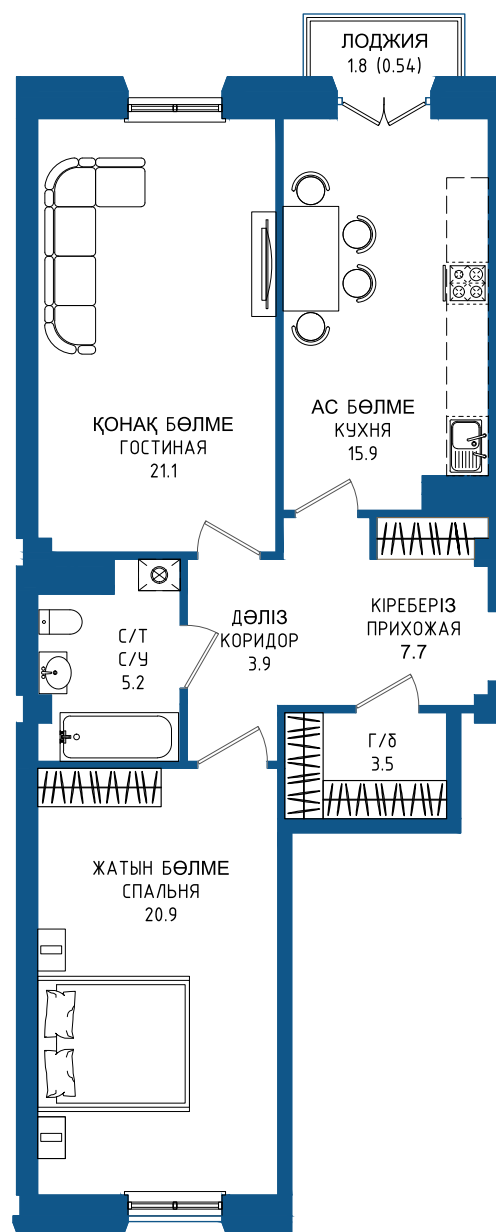 ЛОДЖИЯ
1.8 (0.54)
ҚОНАҚ БӨЛМЕ
ГОСТИНАЯ
21.1
АС БӨЛМЕ
КУХНЯ
15.9
С/Т
С/У
5.2
ДӘЛІЗ
КОРИДОР
3.9
КІРЕБЕРІЗ
ПРИХОЖАЯ
7.7
Г/б
3.5
ЖАТЫН БӨЛМЕ
СПАЛЬНЯ
20.9